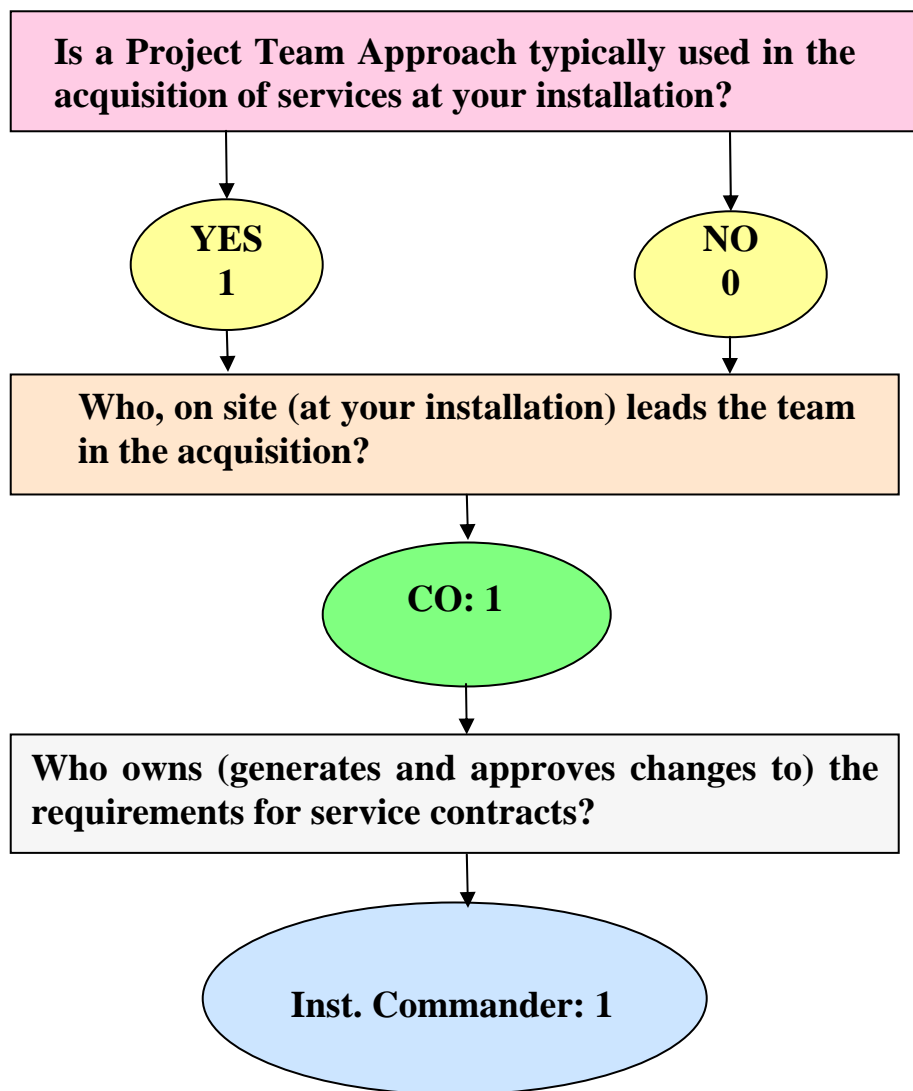 Is a Project Team Approach typically used in the
acquisition of services at your installation?
YES
1
NO
0
Who, on site (at your installation) leads the team
in the acquisition?
CO: 1
Who owns (generates and approves changes to) the
requirements for service contracts?
Inst. Commander: 1